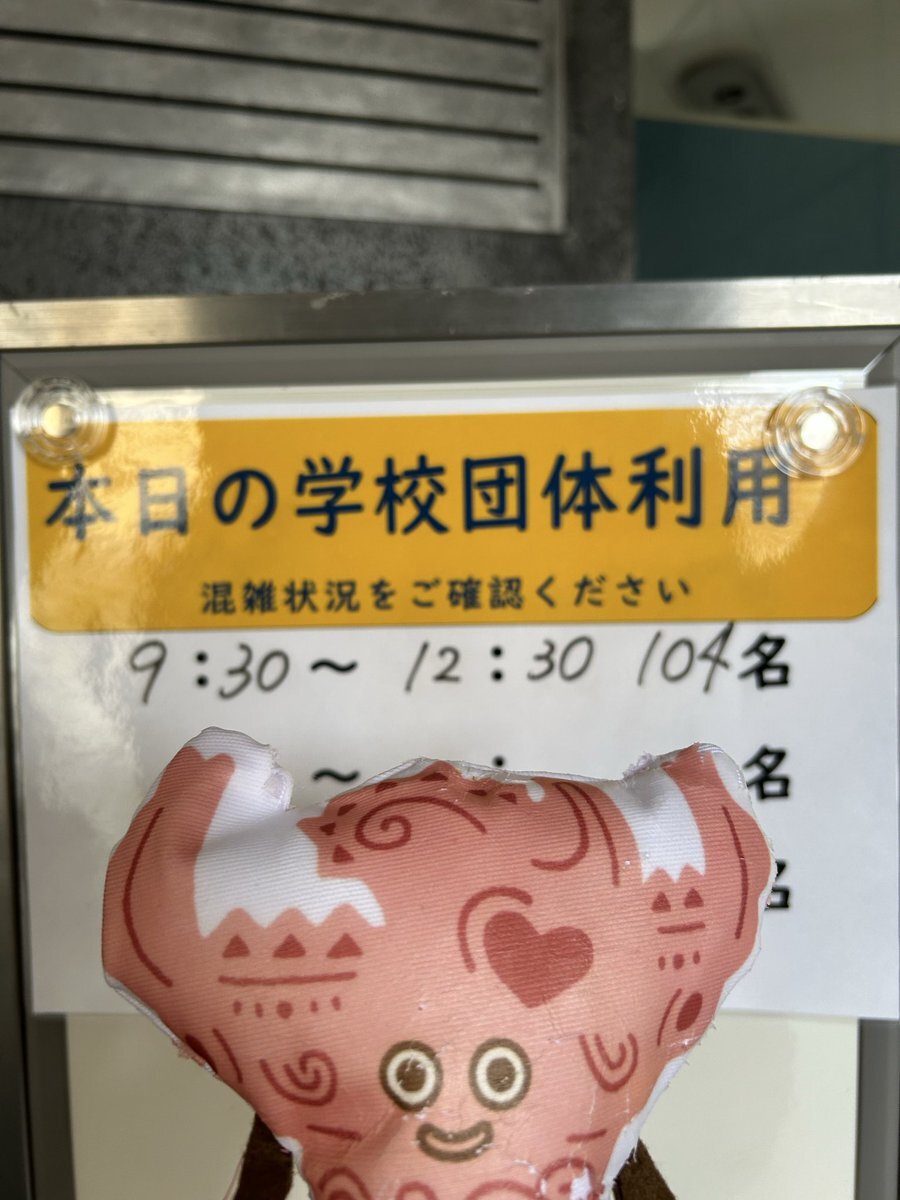 本日の学校団体利用
混雑状況をご確認ください
9:30~ 12:30 104名
~ : 名
名